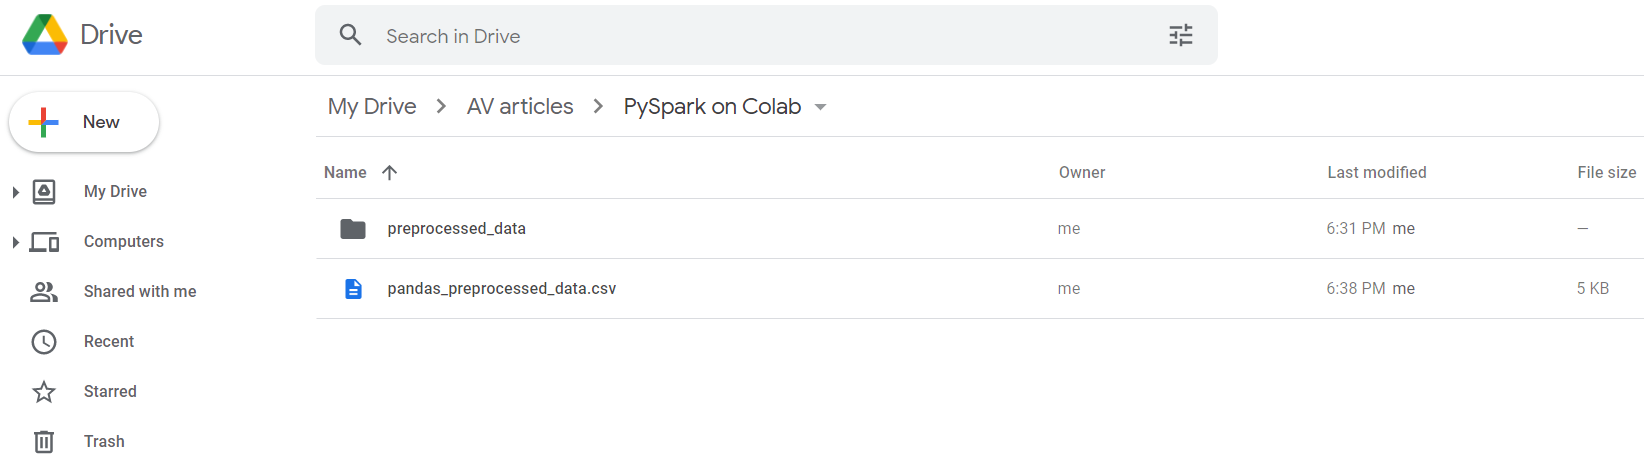 Drive
Search in Drive
New
My Drive
Computers
Shared with me
Recent
Starred
Trash
My Drive AV articles PySpark on Colab
Name Owner Last modified File size
preprocessed_data me 6:31 PM me —
pandas_preprocessed_data.csv me 6:38 PM me 5 KB